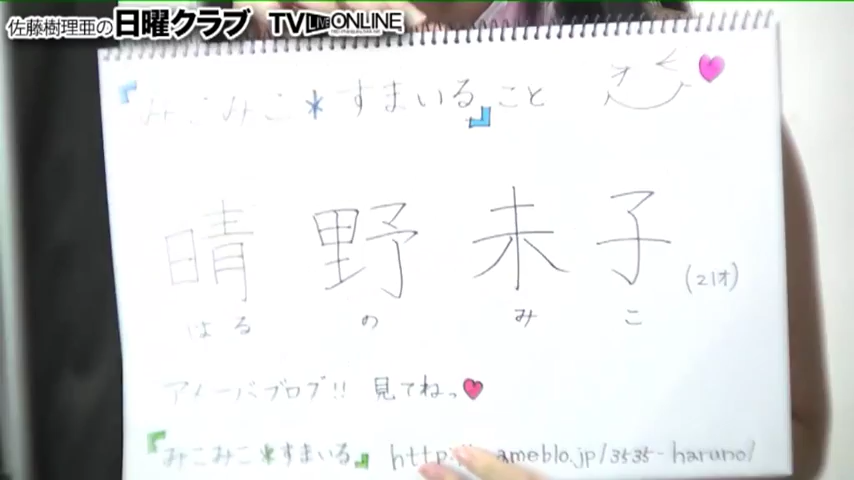 佐藤樹理亜の日曜クラブ TV LIVE ONLINE
『みこみこ*すまいる』こと
晴野未子 (21才)
はるのみこ
アメーバブログ!! 見てねっ
『みこみこ*すまいる』 http://ameblo.jp/3535-haruno/